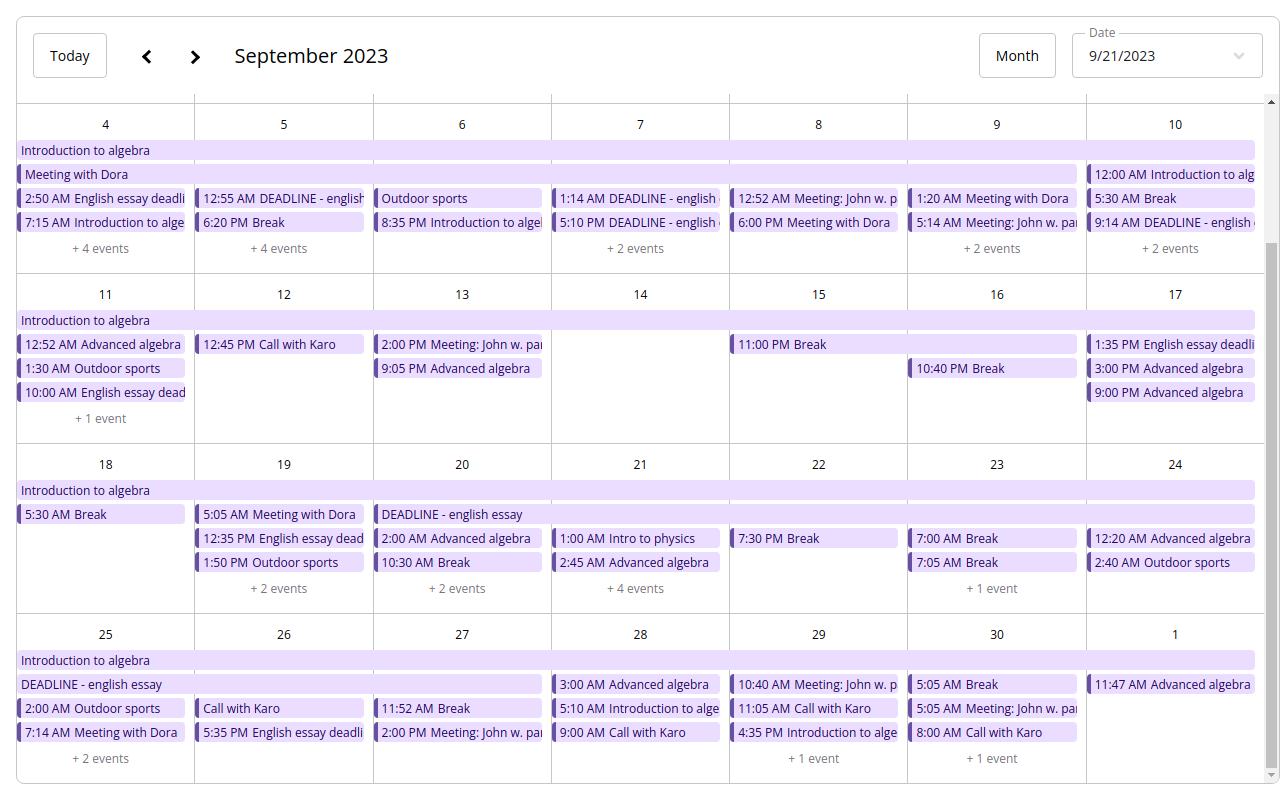 Today
September 2023
Month
Date
9/21/2023
4 5 6 7 8 9 10
Introduction to algebra
Meeting with Dora
12:00 AM Introduction to alg
2:50 AM English essay deadli
12:55 AM DEADLINE - english
Outdoor sports
1:14 AM DEADLINE - english
12:52 AM Meeting: John w. p
1:20 AM Meeting with Dora
5:30 AM Break
7:15 AM Introduction to alge
6:20 PM Break
8:35 PM Introduction to alge
5:10 PM DEADLINE - english
6:00 PM Meeting with Dora
5:14 AM Meeting: John w. par
9:14 AM DEADLINE - english
+ 4 events
+ 4 events
+ 2 events
+ 2 events
+ 2 events
11 12 13 14 15 16 17
Introduction to algebra
12:52 AM Advanced algebra
12:45 PM Call with Karo
2:00 PM Meeting: John w. par
11:00 PM Break
1:35 PM English essay deadli
1:30 AM Outdoor sports
9:05 PM Advanced algebra
10:40 PM Break
3:00 PM Advanced algebra
10:00 AM English essay dead
9:00 PM Advanced algebra
+ 1 event
18 19 20 21 22 23 24
Introduction to algebra
5:30 AM Break
5:05 AM Meeting with Dora
DEADLINE - english essay
12:35 PM English essay dead
2:00 AM Advanced algebra
1:00 AM Intro to physics
7:30 PM Break
7:00 AM Break
12:20 AM Advanced algebra
1:50 PM Outdoor sports
10:30 AM Break
2:45 AM Advanced algebra
7:05 AM Break
2:40 AM Outdoor sports
+ 2 events
+ 2 events
+ 4 events
+ 1 event
25 26 27 28 29 30 1
Introduction to algebra
DEADLINE - english essay
3:00 AM Advanced algebra
10:40 AM Meeting: John w. p
5:05 AM Break
11:47 AM Advanced algebra
2:00 AM Outdoor sports
Call with Karo
11:52 AM Break
5:10 AM Introduction to alge
11:05 AM Call with Karo
5:05 AM Meeting: John w. par
7:14 AM Meeting with Dora
5:35 PM English essay deadli
2:00 PM Meeting: John w. par
9:00 AM Call with Karo
4:35 PM Introduction to alge
8:00 AM Call with Karo
+ 2 events
+ 1 event
+ 1 event